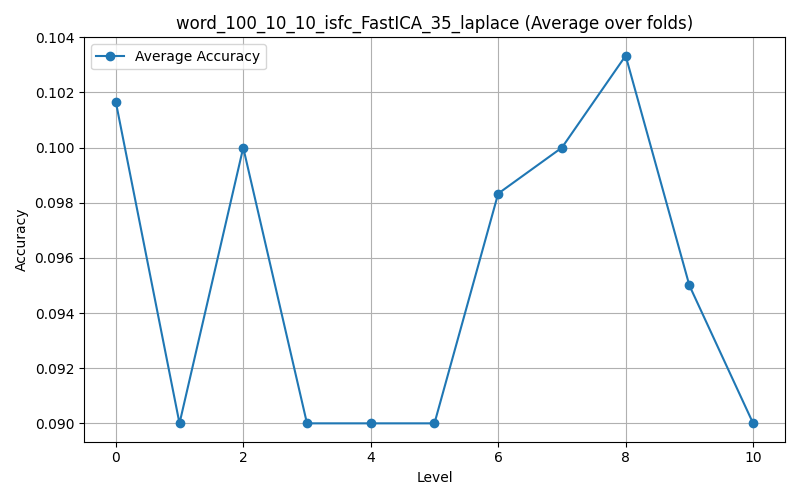 word_100_10_10_isfc_FastICA_35_laplace (Average over folds)
Average Accuracy
0.104
0.102
0.100
0.098
0.096
0.094
0.092
0.090
Accuracy
0 2 4 6 8 10
Level